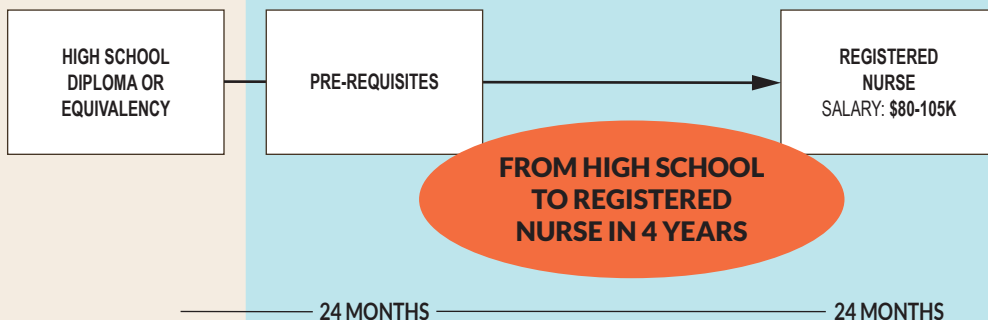 HIGH SCHOOL
DIPLOMA OR
EQUIVALENCY
PRE-REQUISITES
REGISTERED
NURSE
SALARY: $80-105K
FROM HIGH SCHOOL
TO REGISTERED
NURSE IN 4 YEARS
24 MONTHS
24 MONTHS